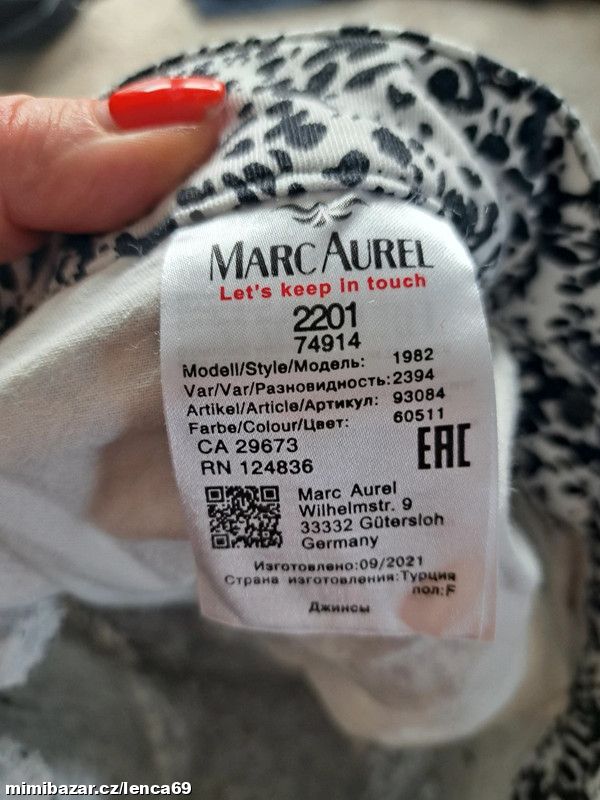 MARC AUREL
Let's keep in touch
2201
74914
Modell/Style/Модель: 1982
Var/Var/Разновидность: 2394
Artikel/Article/Артикул: 93084
Farbe/Colour/Цвет: 60511
CA 29673
RN 124836
EAC
Marc Aurel
Wilhelmstr. 9
33332 Gütersloh
Germany
Изготовлено:09/2021
Страна изготовления:Турция
пол:F
Джинсы
mimibazar.cz/lenca69